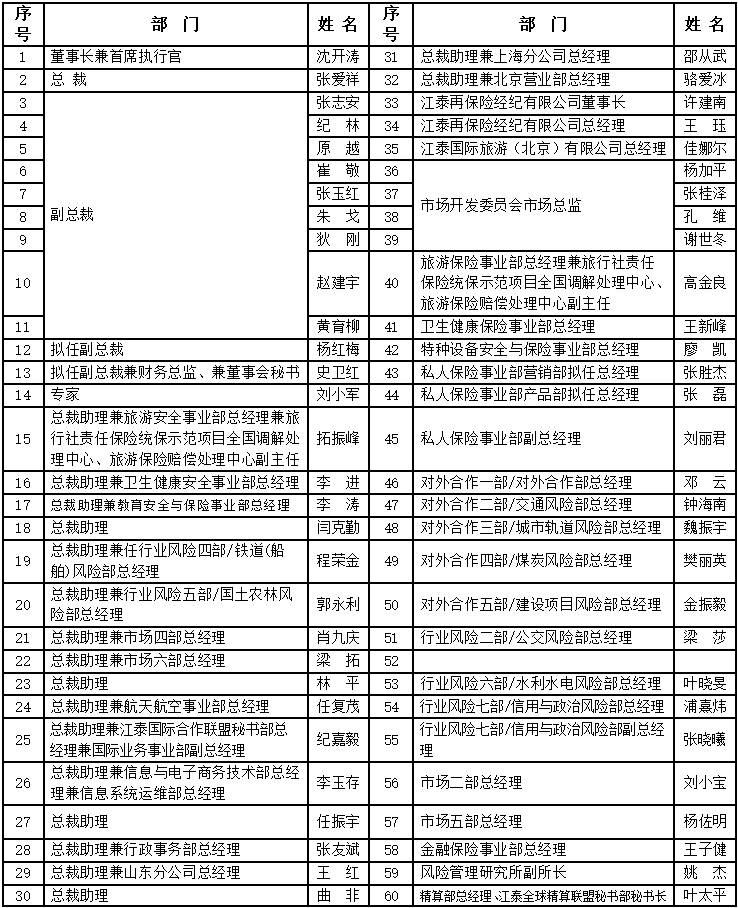 序号 部 门 姓 名 序号 部 门 姓 名
1 董事长兼首席执行官 沈开涛 31 总裁助理兼上海分公司总经理 邵从武
2 总 裁 张爱祥 32 总裁助理兼北京营业部总经理 骆爱冰
3 副总裁 张志安 33 江泰再保险经纪有限公司董事长 许建南
4 纪 林 34 江泰再保险经纪有限公司总经理 王 珏
5 原 越 35 江泰国际旅游（北京）有限公司总经理 佳娜尔
6 崔 敬 36 市场开发委员会市场总监 杨加平
7 张玉红 37 张桂泽
8 朱 戈 38 孔 维
9 狄 刚 39 谢世冬
10 赵建宇 40 旅游保险事业部总经理兼旅行社责任
保险统保示范项目全国调解处理中心、
旅游保险赔偿处理中心副主任 高金良
11 黄育柳 41 卫生健康保险事业部总经理 王新峰
12 拟任副总裁 杨红梅 42 特种设备安全与保险事业部总经理 廖 凯
13 拟任副总裁兼财务总监、兼董事会秘书 史卫红 43 私人保险事业部营销部拟任总经理 张胜杰
14 专家 刘小军 44 私人保险事业部产品部拟任总经理 张 磊
15 总裁助理兼旅游安全事业部总经理兼旅
行社责任保险统保示范项目全国调解处
理中心、旅游保险赔偿处理中心副主任 拓振峰 45 私人保险事业部副总经理 刘丽君
16 总裁助理兼卫生健康安全事业部总经理 李 进 46 对外合作一部/对外合作部总经理 邓 云
17 总裁助理兼教育安全与保险事业部总经理 李 涛 47 对外合作二部/交通风险部总经理 钟海南
18 总裁助理 闫克勤 48 对外合作三部/城市轨道风险部总经理 魏振宇
19 总裁助理兼任行业风险四部/铁道(船
舶)风险部总经理 程荣金 49 对外合作四部/煤炭风险部总经理 樊丽英
20 总裁助理兼行业风险五部/国土农林风
险部总经理 郭永利 50 对外合作五部/建设项目风险部总经理 金振毅
21 总裁助理兼市场四部总经理 肖九庆 51 行业风险二部/公交风险部总经理 梁 莎
22 总裁助理兼市场六部总经理 梁 拓 52
23 总裁助理 林 平 53 行业风险六部/水利水电风险部总经理 叶晓旻
24 总裁助理兼航天航空事业部总经理 任复茂 54 行业风险七部/信用与政治风险部总经理 浦熹炜
25 总裁助理兼江泰国际合作联盟秘书部总
经理兼国际业务事业部副总经理 纪嘉毅 55 行业风险七部/信用与政治风险部副总经
理 张晓曦
26 总裁助理兼信息与电子商务技术部总经
理兼信息系统运维部总经理 李玉存 56 市场二部总经理 刘小宝
27 总裁助理 任振宇 57 市场五部总经理 杨佐明
28 总裁助理兼行政事务部总经理 张友斌 58 金融保险事业部总经理 王子健
29 总裁助理兼山东分公司总经理 王 红 59 风险管理研究所副所长 姚 杰
30 总裁助理 曲 非 60 精算部总经理、江泰全球精算联盟秘书部秘书长 叶太平